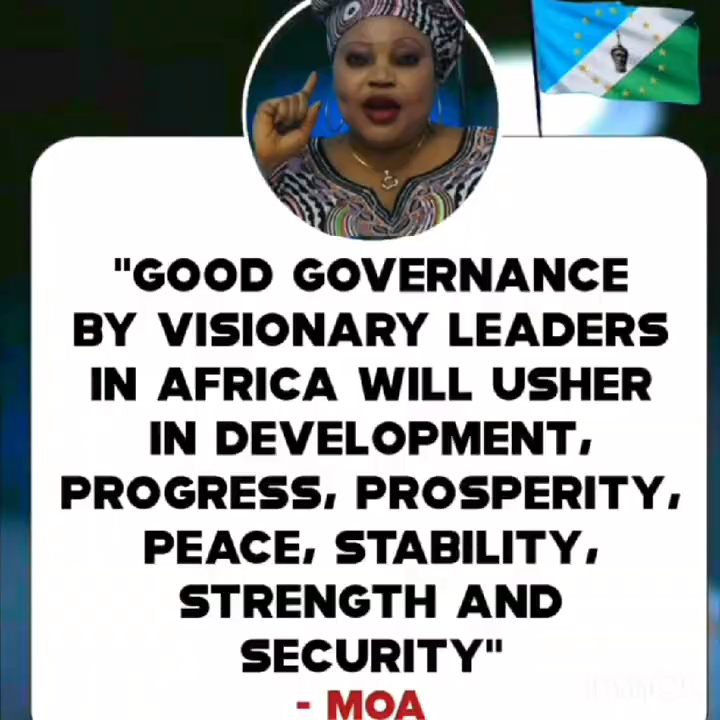 "GOOD GOVERNANCE
BY VISIONARY LEADERS
IN AFRICA WILL USHER
IN DEVELOPMENT,
PROGRESS, PROSPERITY,
PEACE, STABILITY,
STRENGTH AND
SECURITY"
- MOA